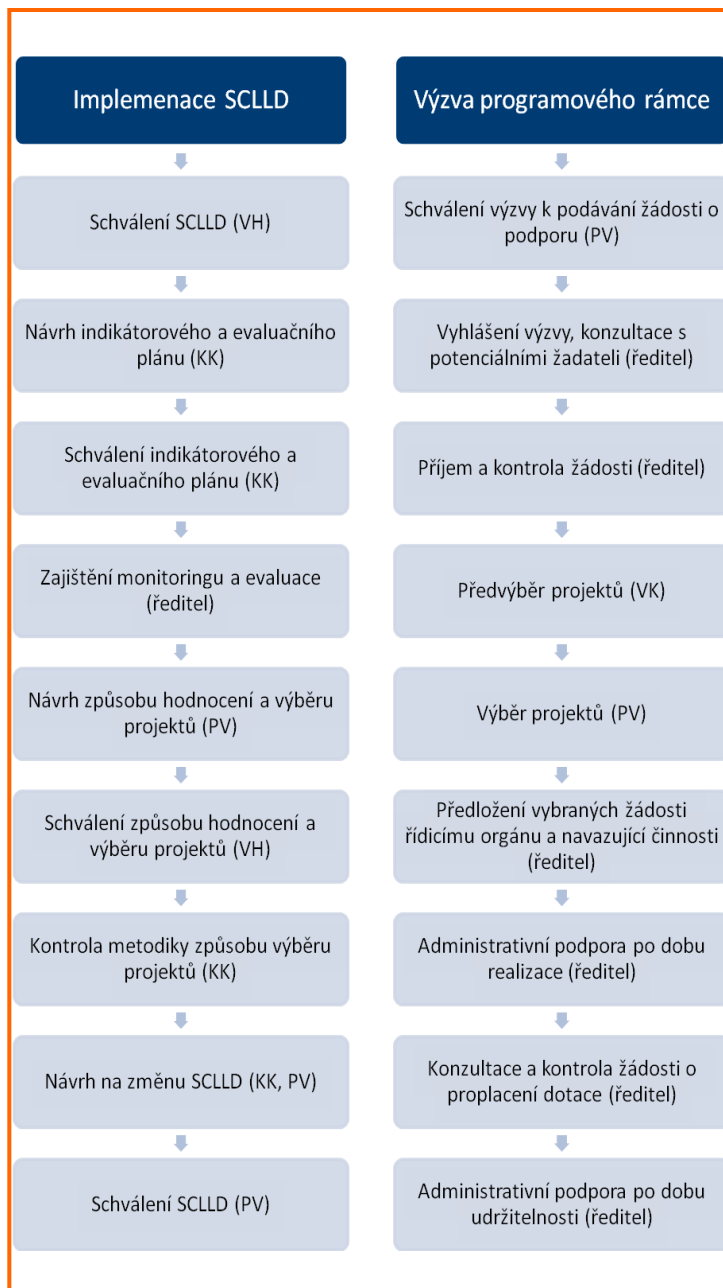 Implemenace SCLLD
Schválení SCLLD (VH)
Návrh indikátorového a evaluačního
plánu (KK)
Schválení indikátorového a
evaluačního plánu (KK)
Zajištění monitoringu a evaluace
(ředitel)
Návrh způsobu hodnocení a výběru
projektů (PV)
Schválení způsobu hodnocení a
výběru projektů (VH)
Kontrola metodiky způsobu výběru
projektů (KK)
Návrh na změnu SCLLD (KK, PV)
Schválení SCLLD (PV)
Výzva programového rámce
Schválení výzvy k podávání žádosti o
podporu (PV)
Vyhlášení výzvy, konzultace s
potenciálními žadateli (ředitel)
Příjem a kontrola žádosti (ředitel)
Předvýběr projektů (VK)
Výběr projektů (PV)
Předložení vybraných žádosti
řídicímu orgánu a navazující činnosti
(ředitel)
Administrativní podpora po dobu
realizace (ředitel)
Konzultace a kontrola žádosti o
proplacení dotace (ředitel)
Administrativní podpora po dobu
udržitelnosti (ředitel)